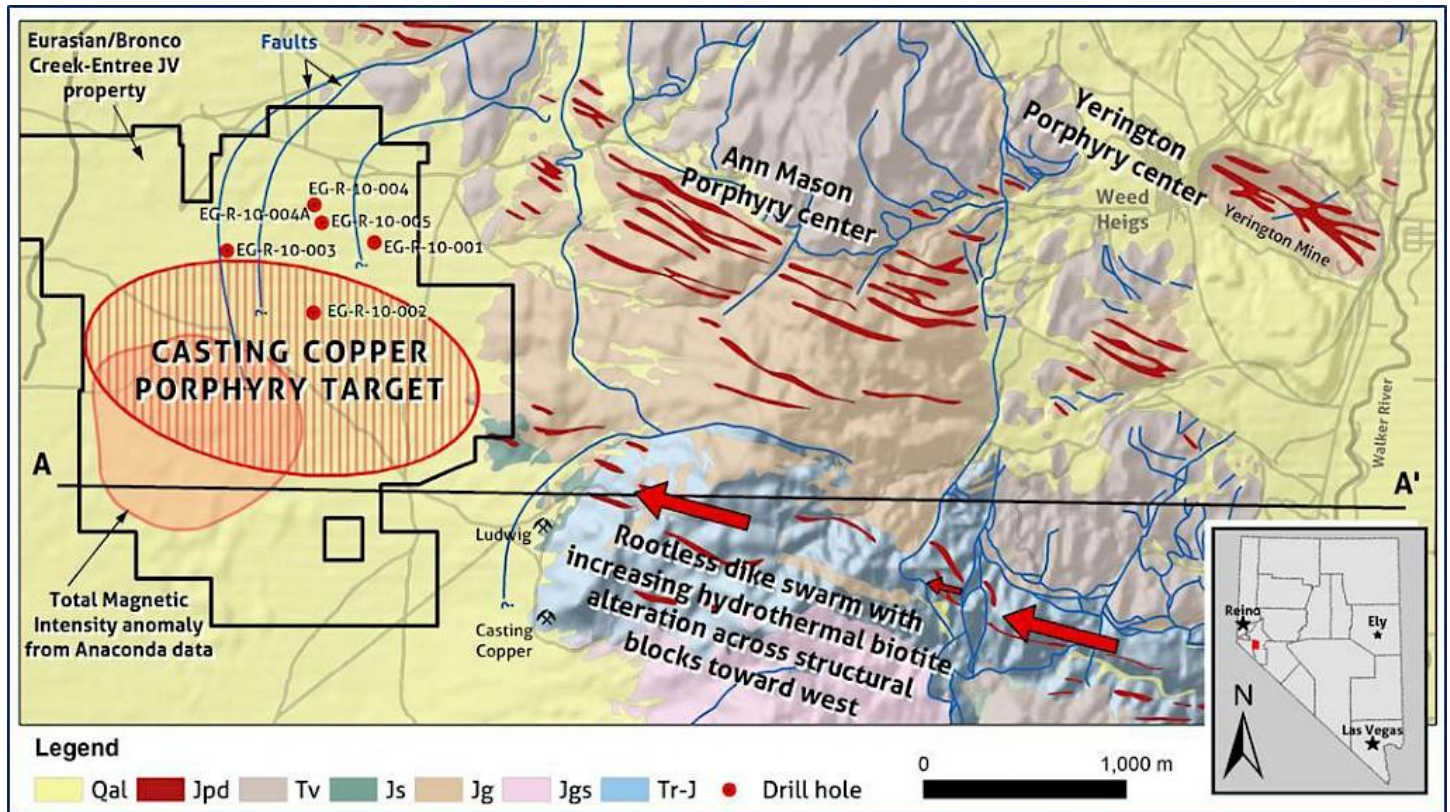 Eurasian/Bronco
Creek-Entree JV
property
Faults
EG-R-10-004
EG-R-10-004A
EG-R-10-005
EG-R-10-003
EG-R-10-001
EG-R-10-002
?
?
CASTING COPPER
PORPHYRY TARGET
Ann Mason
Porphyry center
Yerington
Porphyry center
Weed
Heigs
Yerington Mine
Walker River
A
A'
Ludwig
?
Casting
Copper
Total Magnetic
Intensity anomaly
from Anaconda data
Rootless dike swarm with
increasing hydrothermal biotite
alteration across structural
blocks toward west
Reino
Ely
Las Vegas
N
Legend
Qal
Jpd
Tv
Js
Jg
Jgs
Tr-J
Drill hole
0
1,000 m